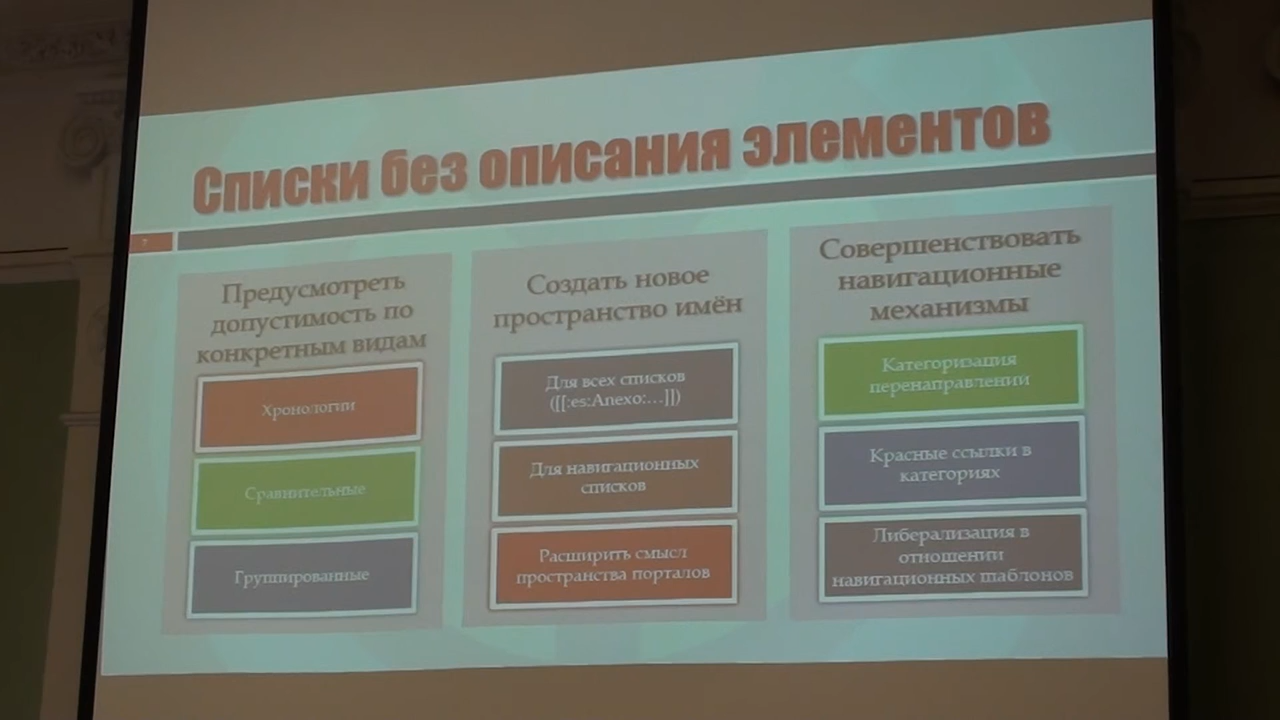 Списки без описания элементов
7
Предусмотреть
допустимость по
конкретным видам
Хронологии
Сравнительные
Группированные
Создать новое
пространство имён
Для всех списков
([[:es:Anexo:…]])
Для навигационных
списков
Расширить смысл
пространства порталов
Совершенствовать
навигационные
механизмы
Категоризация
перенаправлений
Красные ссылки в
категориях
Либерализация в
отношении
навигационных шаблонов